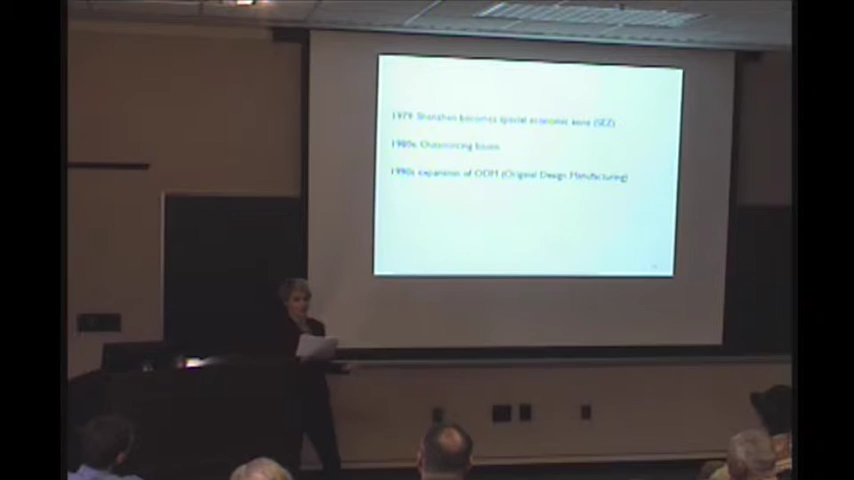 1979: Shenzhen becomes special economic zone (SEZ)
1980s: Outsourcing boom
1990s expansion of ODM (Original Design Manufacturing)